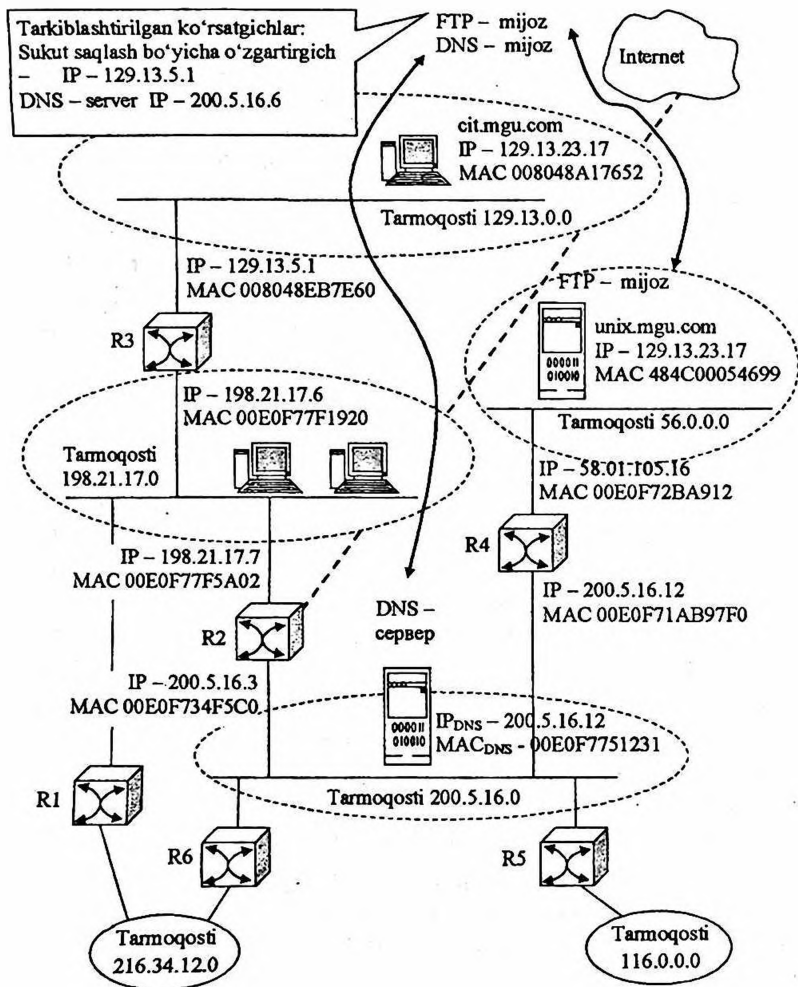 Tarkiblashtirilgan ko‘rsatgichlar:
Sukut saqlash bo‘yicha o‘zgartirgich
– IP – 129.13.5.1
DNS – server IP – 200.5.16.6
FTP – mijoz
DNS – mijoz
Internet
cit.mgu.com
IP – 129.13.23.17
MAC 008048A17652
Tarmoqosti 129.13.0.0
IP – 129.13.5.1
MAC 008048EB7E60
R3
FTP – mijoz
unix.mgu.com
IP – 129.13.23.17
MAC 484C00054699
000011
010010
Tarmoqosti 56.0.0.0
IP – 198.21.17.6
MAC 00E0F77F1920
Tarmoqosti
198.21.17.0
IP – 58.01.105.16
MAC 00E0F72BA912
R4
IP – 198.21.17.7
MAC 00E0F77F5A02
IP – 200.5.16.12
MAC 00E0F71AB97F0
R2
DNS –
сервер
IP – 200.5.16.3
MAC 00E0F734F5C0
000011
010010
IPDNS – 200.5.16.12
MACDNS - 00E0F7751231
Tarmoqosti 200.5.16.0
R1
R6
R5
Tarmoqosti
216.34.12.0
Tarmoqosti
116.0.0.0